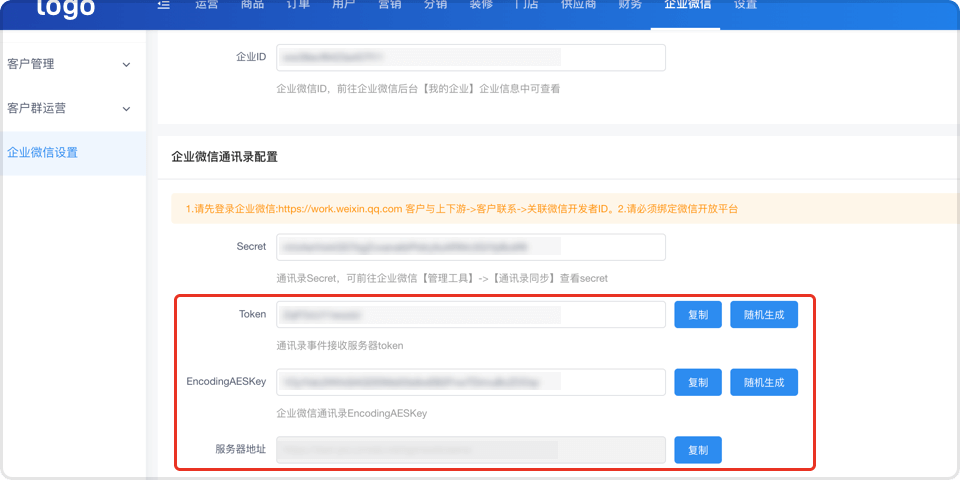 logo 运营 商品 订单 用户 营销 分销 装修 门店 供应商 财务 企业微信 设置
客户管理
客户群运营
企业微信设置
企业ID
企业微信ID，前往企业微信后台【我的企业】企业信息中可查看
企业微信通讯录配置
1.请先登录企业微信:https://work.weixin.qq.com 客户与上下游->客户联系->关联微信开发者ID。2.请必须绑定微信开放平台
Secret
通讯录Secret，可前往企业微信【管理工具】->【通讯录同步】查看secret
Token 复制 随机生成
通讯录事件接收服务器token
EncodingAESKey 复制 随机生成
企业微信通讯录EncodingAESKey
服务器地址 复制